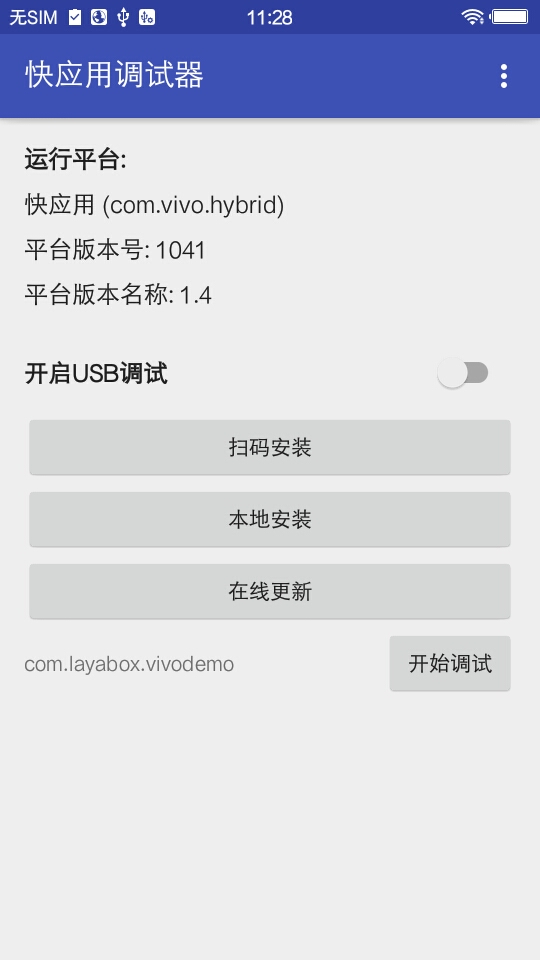 无SIM 11:28
快应用调试器
运行平台:
快应用 (com.vivo.hybrid)
平台版本号: 1041
平台版本名称: 1.4
开启USB调试
扫码安装
本地安装
在线更新
com.layabox.vivodemo 开始调试